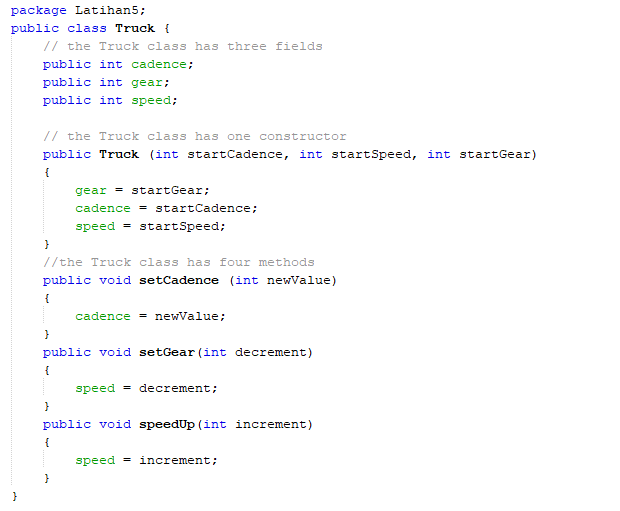 package Latihan5;
public class Truck {
    // the Truck class has three fields
    public int cadence;
    public int gear;
    public int speed;

    // the Truck class has one constructor
    public Truck (int startCadence, int startSpeed, int startGear)
    {
        gear = startGear;
        cadence = startCadence;
        speed = startSpeed;
    }
    //the Truck class has four methods
    public void setCadence (int newValue)
    {
        cadence = newValue;
    }
    public void setGear(int decrement)
    {
        speed = decrement;
    }
    public void speedUp(int increment)
    {
        speed = increment;
    }
}